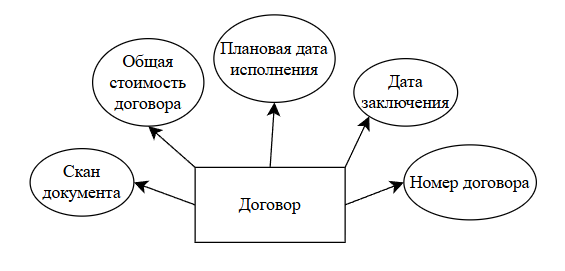 Плановая дата
исполнения
Общая
стоимость
договора
Дата
заключения
Скан
документа
Номер договора
Договор